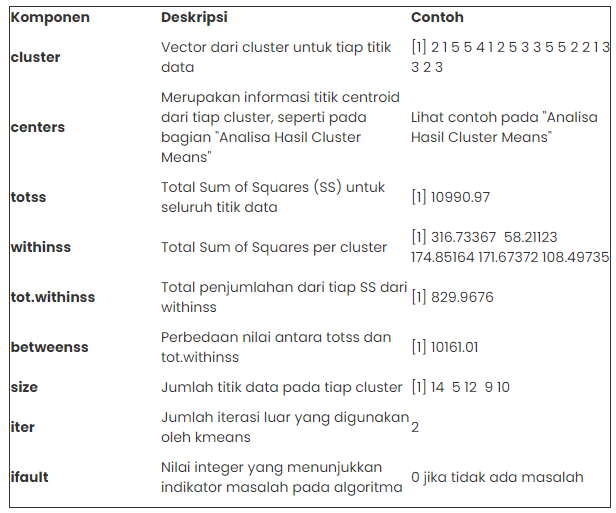 Komponen Deskripsi Contoh
cluster Vector dari cluster untuk tiap titik data [1] 2 1 5 5 4 1 2 5 3 3 5 5 2 2 1 3 3 2 3
centers Merupakan informasi titik centroid dari tiap cluster, seperti pada bagian "Analisa Hasil Cluster Means" Lihat contoh pada "Analisa Hasil Cluster Means"
totss Total Sum of Squares (SS) untuk seluruh titik data [1] 10990.97
withinss Total Sum of Squares per cluster [1] 316.73367 58.21123 174.85164 171.67372 108.49735
tot.withinss Total penjumlahan dari tiap SS dari withinss [1] 829.9676
betweenss Perbedaan nilai antara totss dan tot.withinss [1] 10161.01
size Jumlah titik data pada tiap cluster [1] 14 5 12 9 10
iter Jumlah iterasi luar yang digunakan oleh kmeans 2
ifault Nilai integer yang menunjukkan indikator masalah pada algoritma 0 jika tidak ada masalah